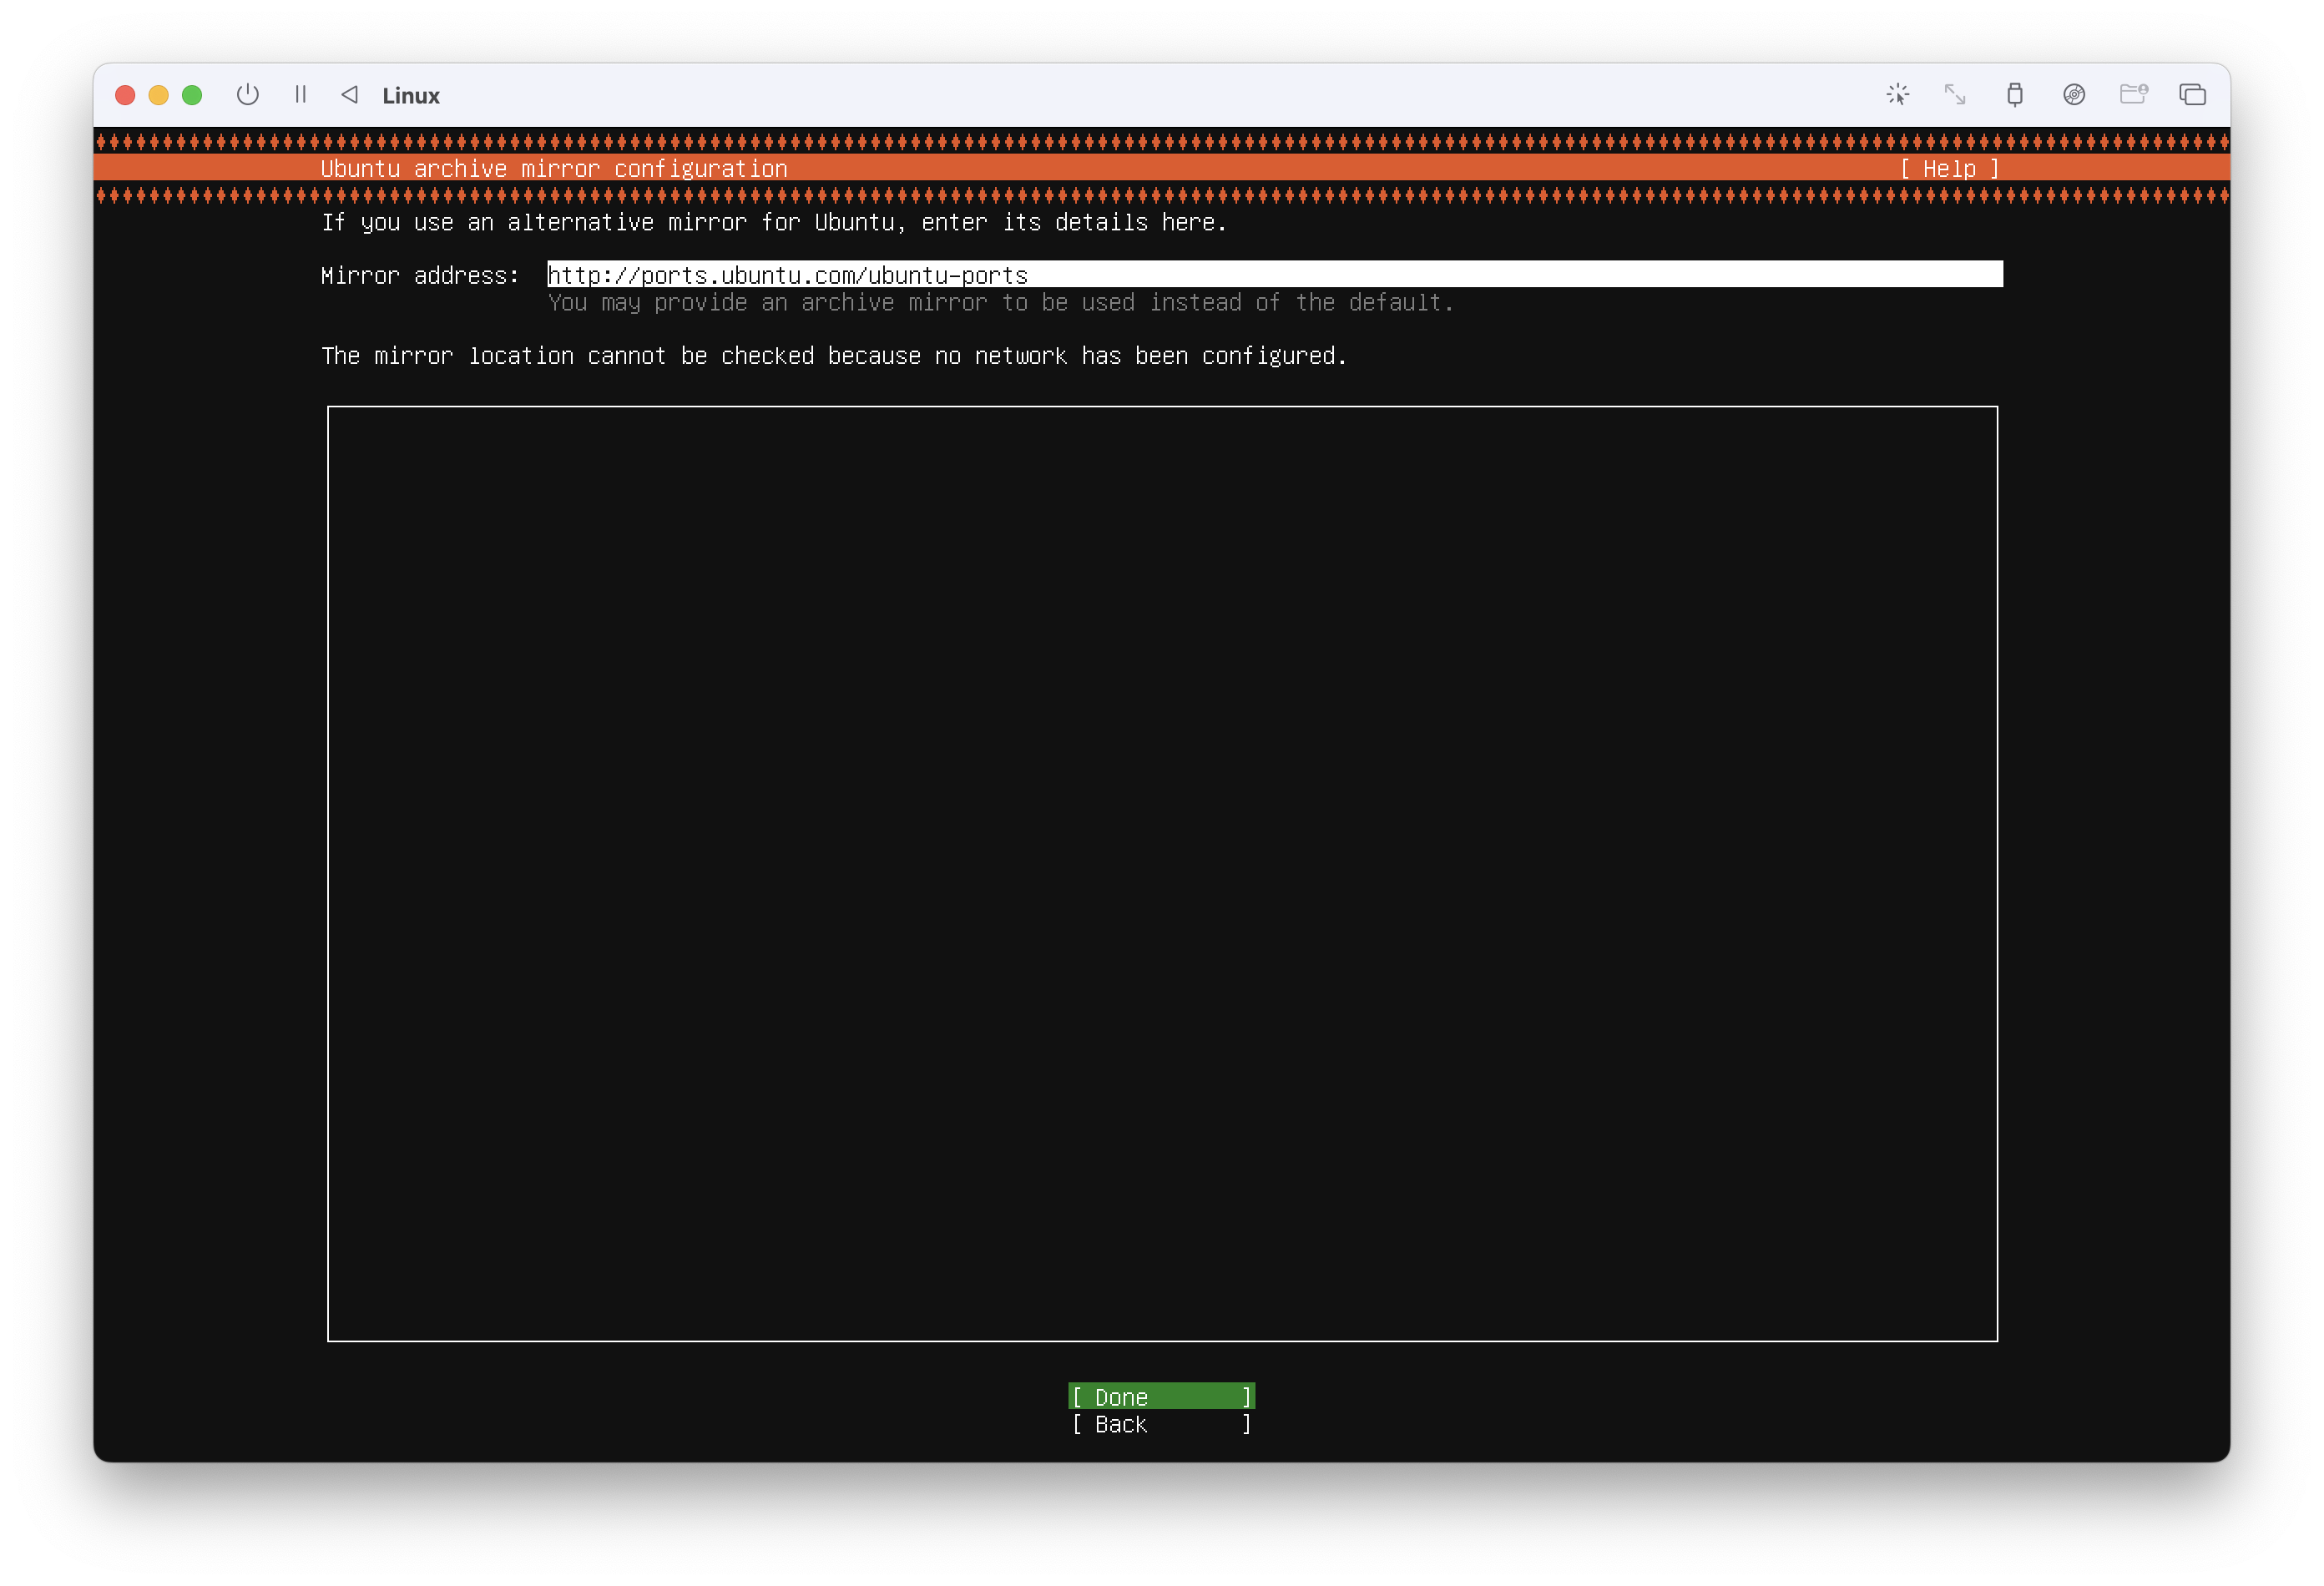 Linux
Ubuntu archive mirror configuration [ Help ]
If you use an alternative mirror for Ubuntu, enter its details here.
Mirror address: http://ports.ubuntu.com/ubuntu-ports
You may provide an archive mirror to be used instead of the default.
The mirror location cannot be checked because no network has been configured.
[ Done ]
[ Back ]